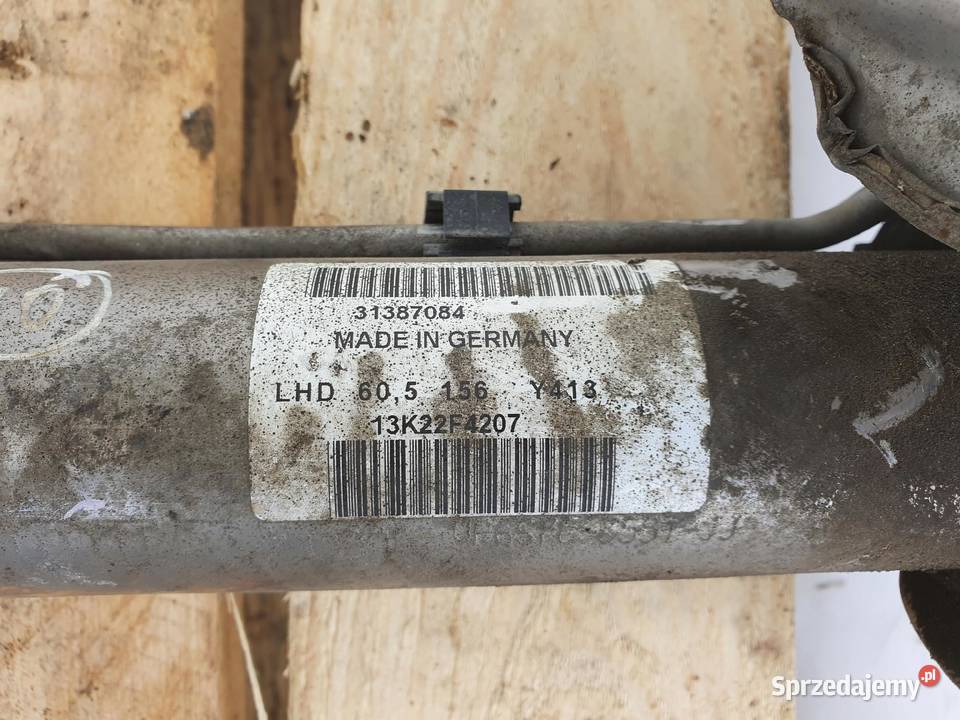 31387084
MADE IN GERMANY
LHD 60,5 156 Y413
13K22F4207
Sprzedajemy.pl